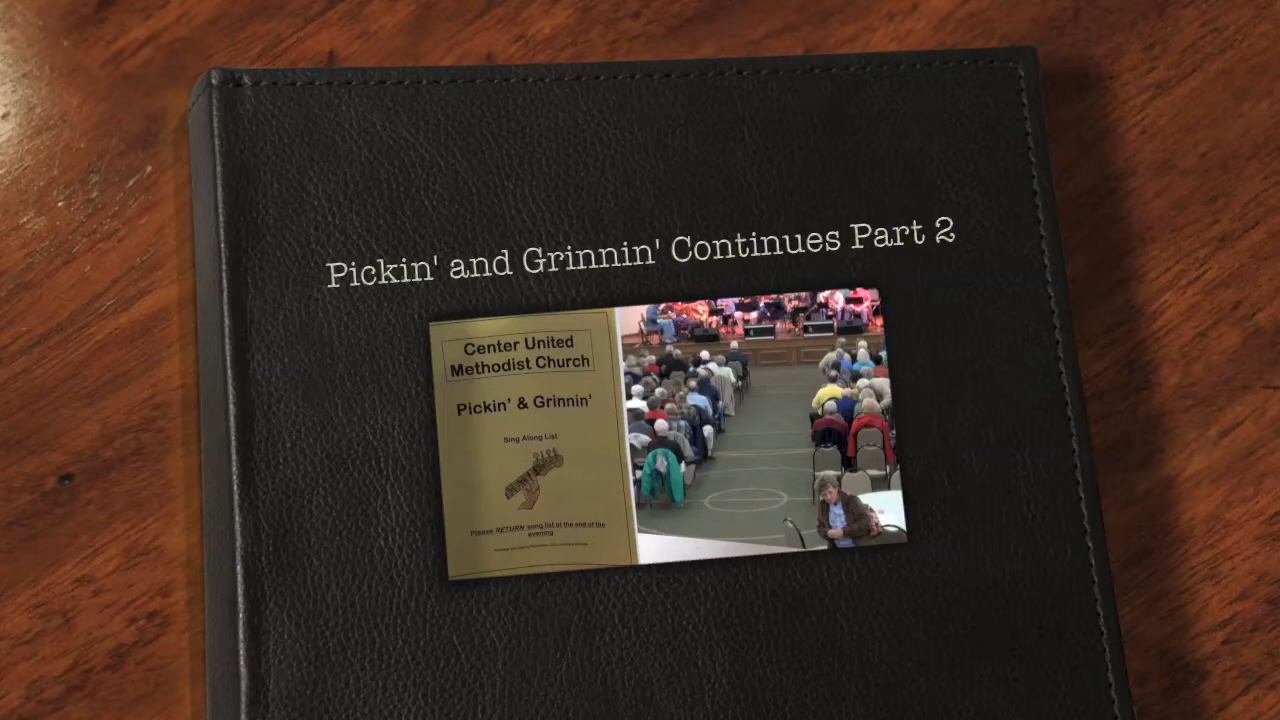 Pickin' and Grinnin' Continues Part 2
Center United
Methodist Church
Pickin' & Grinnin'
Sing Along List
Please RETURN song list at the end of the
evening